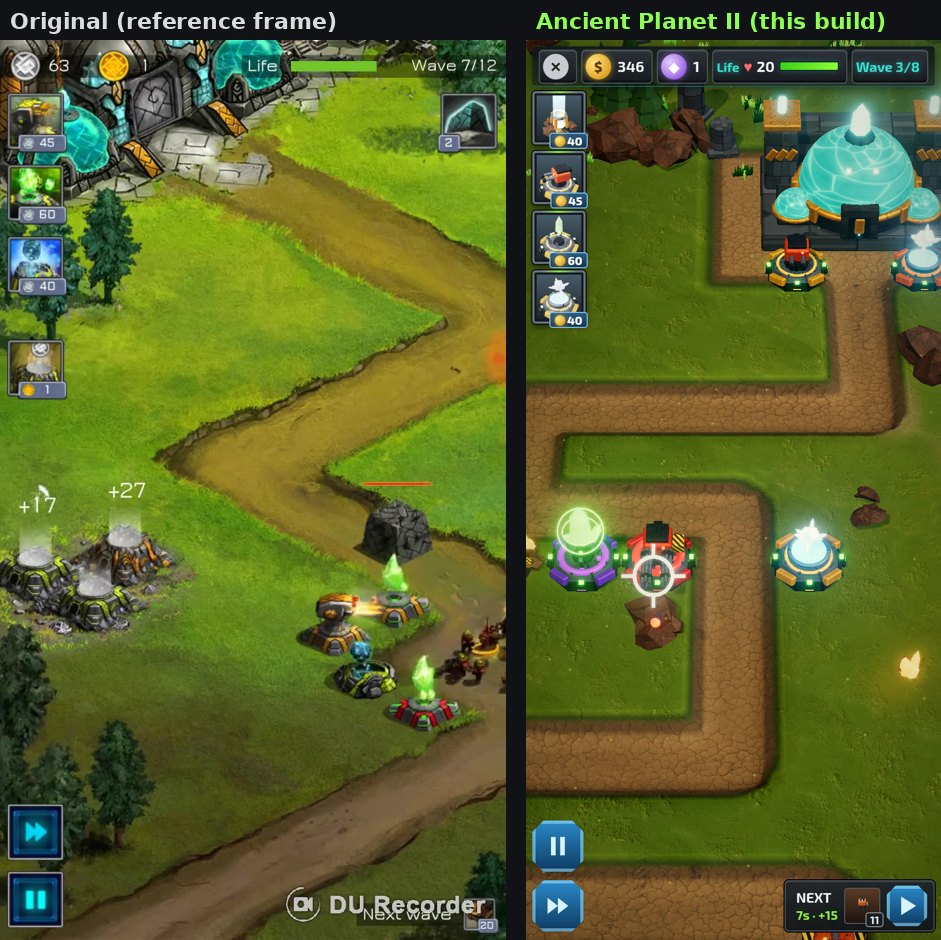 Original (reference frame)
63
1
Life
Wave 7/12
45
60
40
1
2
+17
+27
DU Recorder
Next wave
20
Ancient Planet II (this build)
346
1
Life ♥ 20
Wave 3/8
40
45
60
40
NEXT
7s · +15
11